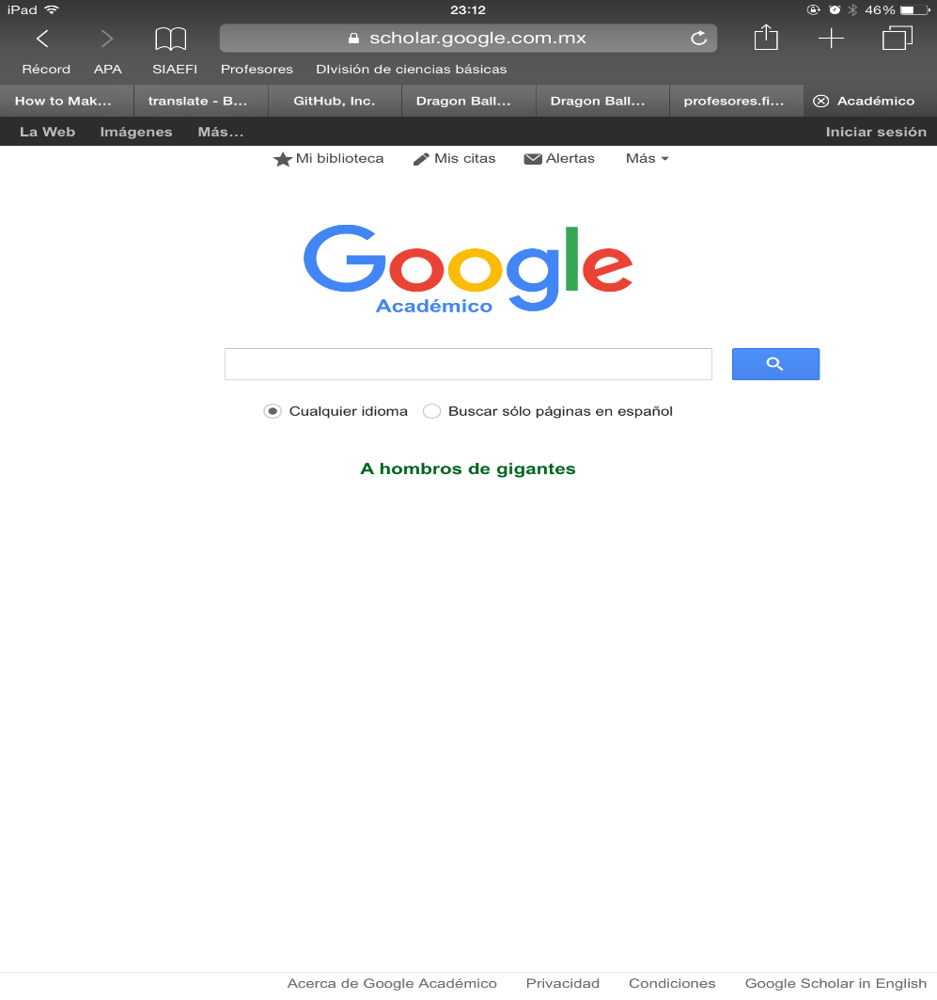 iPad 23:12 46%
scholar.google.com.mx
Récord APA SIAEFI Profesores DIvisión de ciencias básicas
How to Mak... translate - B... GitHub, Inc. Dragon Ball... Dragon Ball... profesores.fi... Académico
La Web Imágenes Más... Iniciar sesión
Mi biblioteca Mis citas Alertas Más
Google
Académico
Cualquier idioma Buscar sólo páginas en español
A hombros de gigantes
Acerca de Google Académico Privacidad Condiciones Google Scholar in English